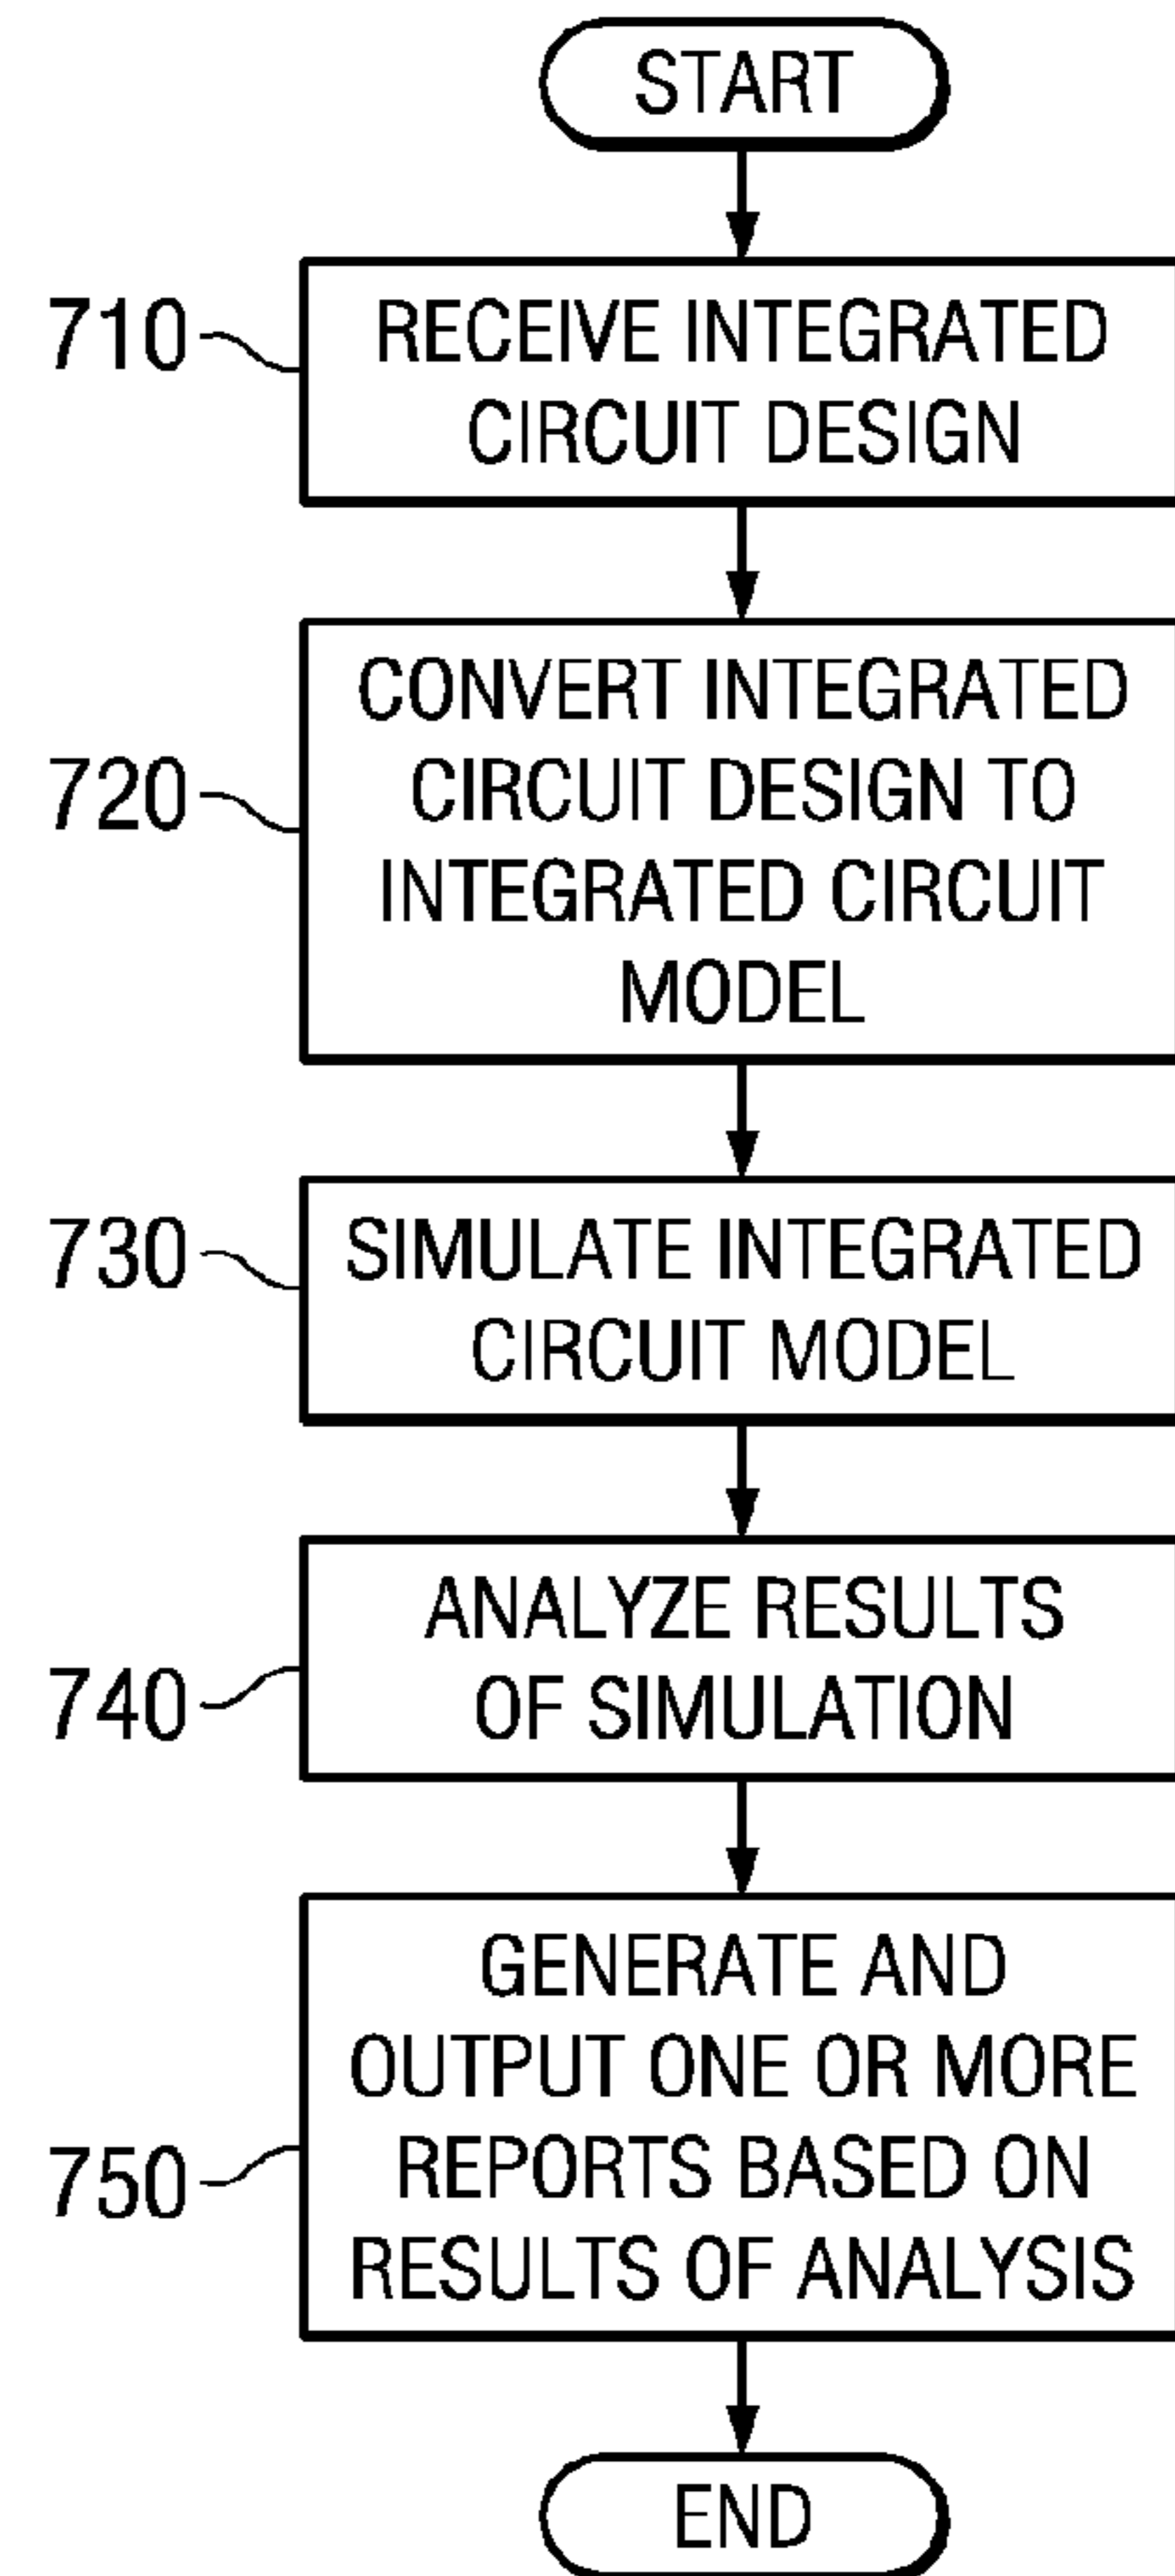 START
710
RECEIVE INTEGRATED
CIRCUIT DESIGN
720
CONVERT INTEGRATED
CIRCUIT DESIGN TO
INTEGRATED CIRCUIT
MODEL
730
SIMULATE INTEGRATED
CIRCUIT MODEL
740
ANALYZE RESULTS
OF SIMULATION
750
GENERATE AND
OUTPUT ONE OR MORE
REPORTS BASED ON
RESULTS OF ANALYSIS
END